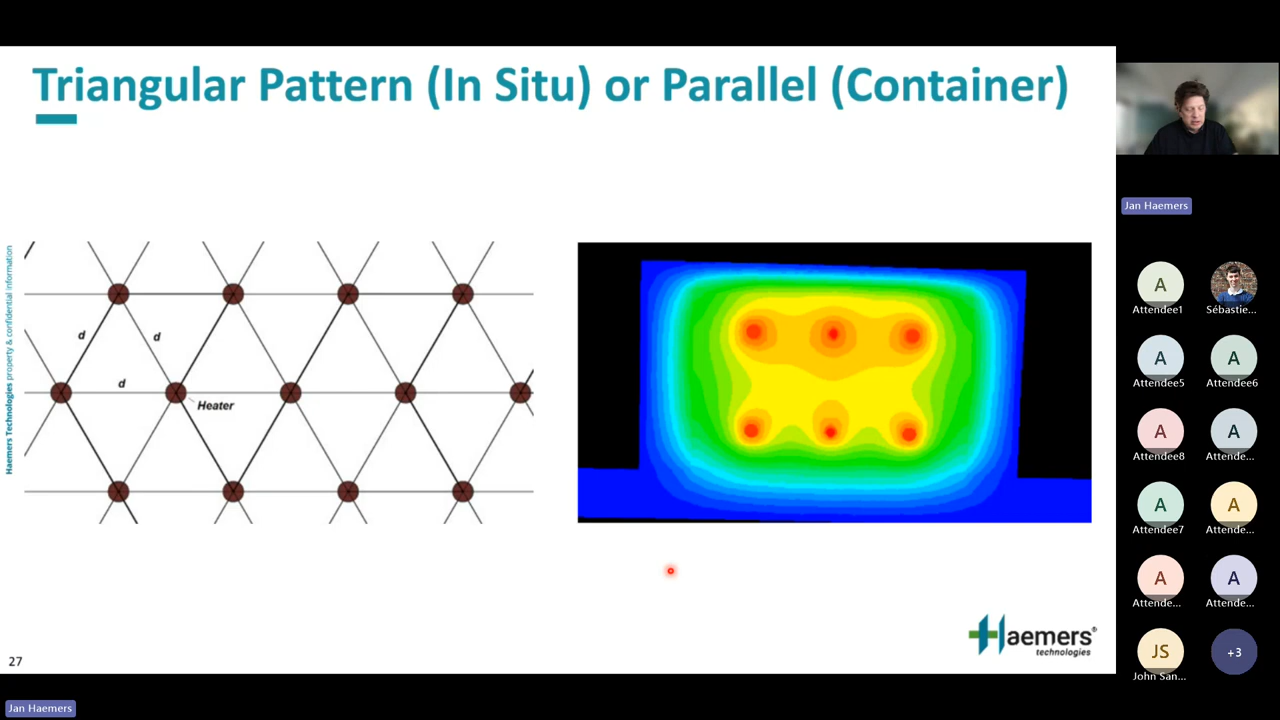 Triangular Pattern (In Situ) or Parallel (Container)
Haemers Technologies property & confidential information
d
d
d
Heater
Haemers®
technologies
27
Jan Haemers
Jan Haemers
A
Attendee1
Sébastie...
A
Attendee5
A
Attendee6
A
Attendee8
A
Attende...
A
Attendee7
A
Attende...
A
Attende...
A
Attende...
JS
John San...
+3